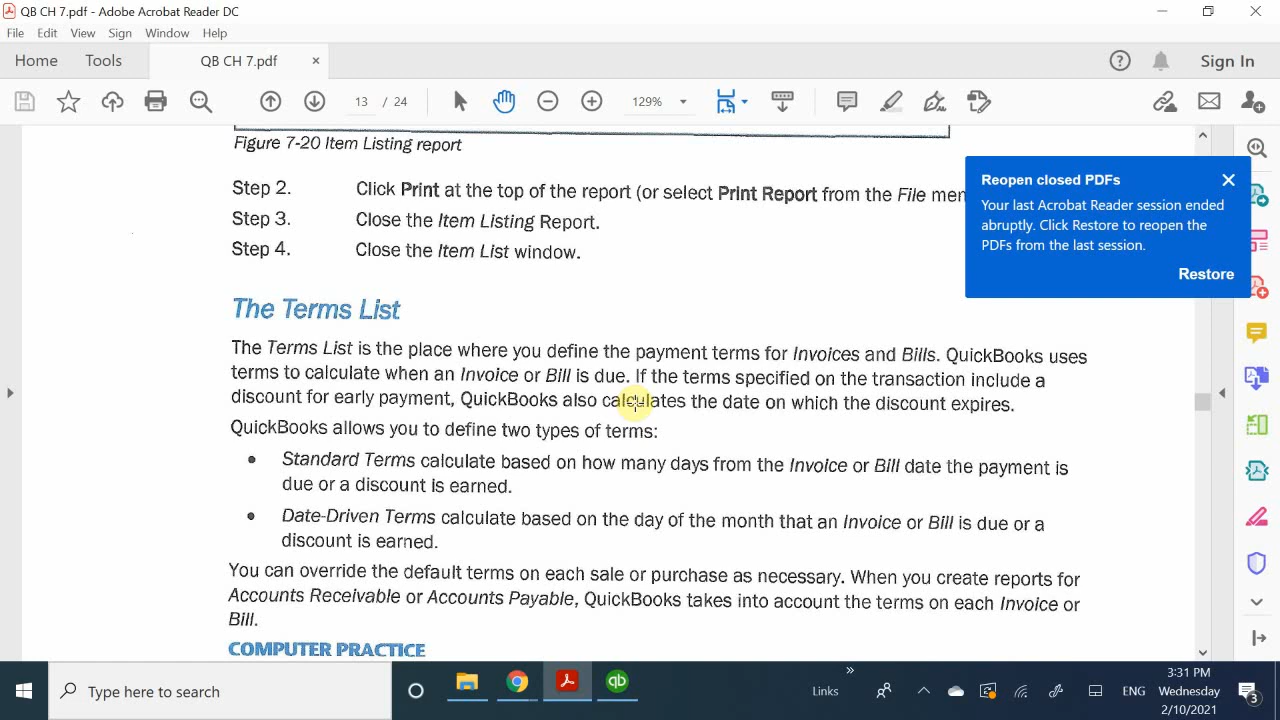 QB CH 7.pdf - Adobe Acrobat Reader DC
File Edit View Sign Window Help
Home Tools QB CH 7.pdf × Sign In
13 / 24 129%
Figure 7-20 Item Listing report
Step 2. Click Print at the top of the report (or select Print Report from the File men
Step 3. Close the Item Listing Report.
Step 4. Close the Item List window.
Reopen closed PDFs
Your last Acrobat Reader session ended
abruptly. Click Restore to reopen the
PDFs from the last session.
Restore
The Terms List
The Terms List is the place where you define the payment terms for Invoices and Bills. QuickBooks uses
terms to calculate when an Invoice or Bill is due. If the terms specified on the transaction include a
discount for early payment, QuickBooks also calculates the date on which the discount expires.
QuickBooks allows you to define two types of terms:
• Standard Terms calculate based on how many days from the Invoice or Bill date the payment is
due or a discount is earned.
• Date-Driven Terms calculate based on the day of the month that an Invoice or Bill is due or a
discount is earned.
You can override the default terms on each sale or purchase as necessary. When you create reports for
Accounts Receivable or Accounts Payable, QuickBooks takes into account the terms on each Invoice or
Bill.
COMPUTER PRACTICE
Type here to search
qb
Links
ENG
3:31 PM
Wednesday
2/10/2021
3